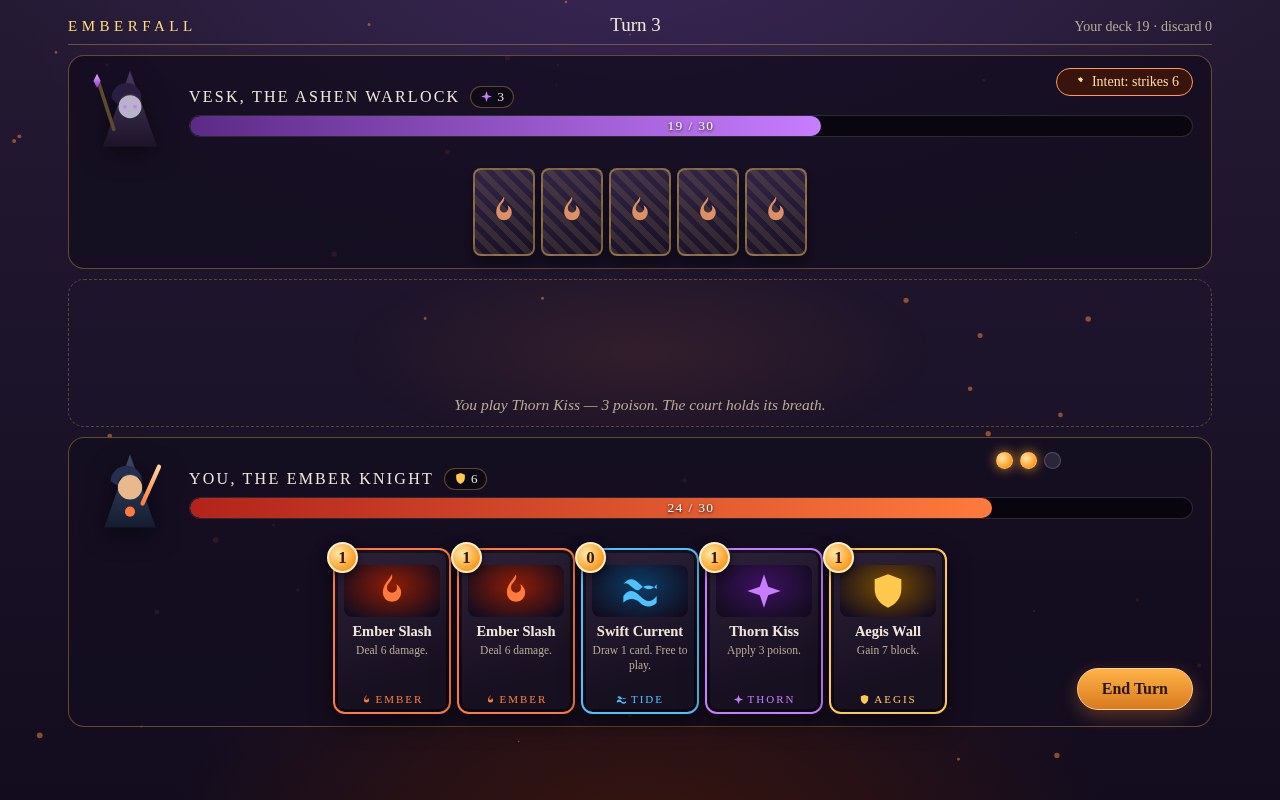 EMBERFALL
Turn 3
Your deck 19 · discard 0
VESK, THE ASHEN WARLOCK
3
Intent: strikes 6
19 / 30
You play Thorn Kiss — 3 poison. The court holds its breath.
YOU, THE EMBER KNIGHT
6
24 / 30
1
Ember Slash
Deal 6 damage.
EMBER
1
Ember Slash
Deal 6 damage.
EMBER
0
Swift Current
Draw 1 card. Free to
play.
TIDE
1
Thorn Kiss
Apply 3 poison.
THORN
1
Aegis Wall
Gain 7 block.
AEGIS
End Turn